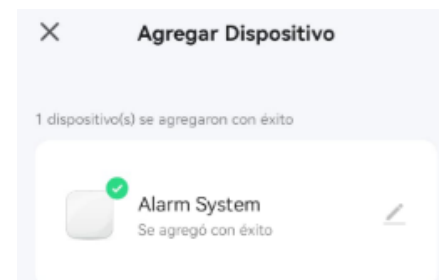 Agregar Dispositivo
1 dispositivo(s) se agregaron con éxito
Alarm System
Se agregó con éxito